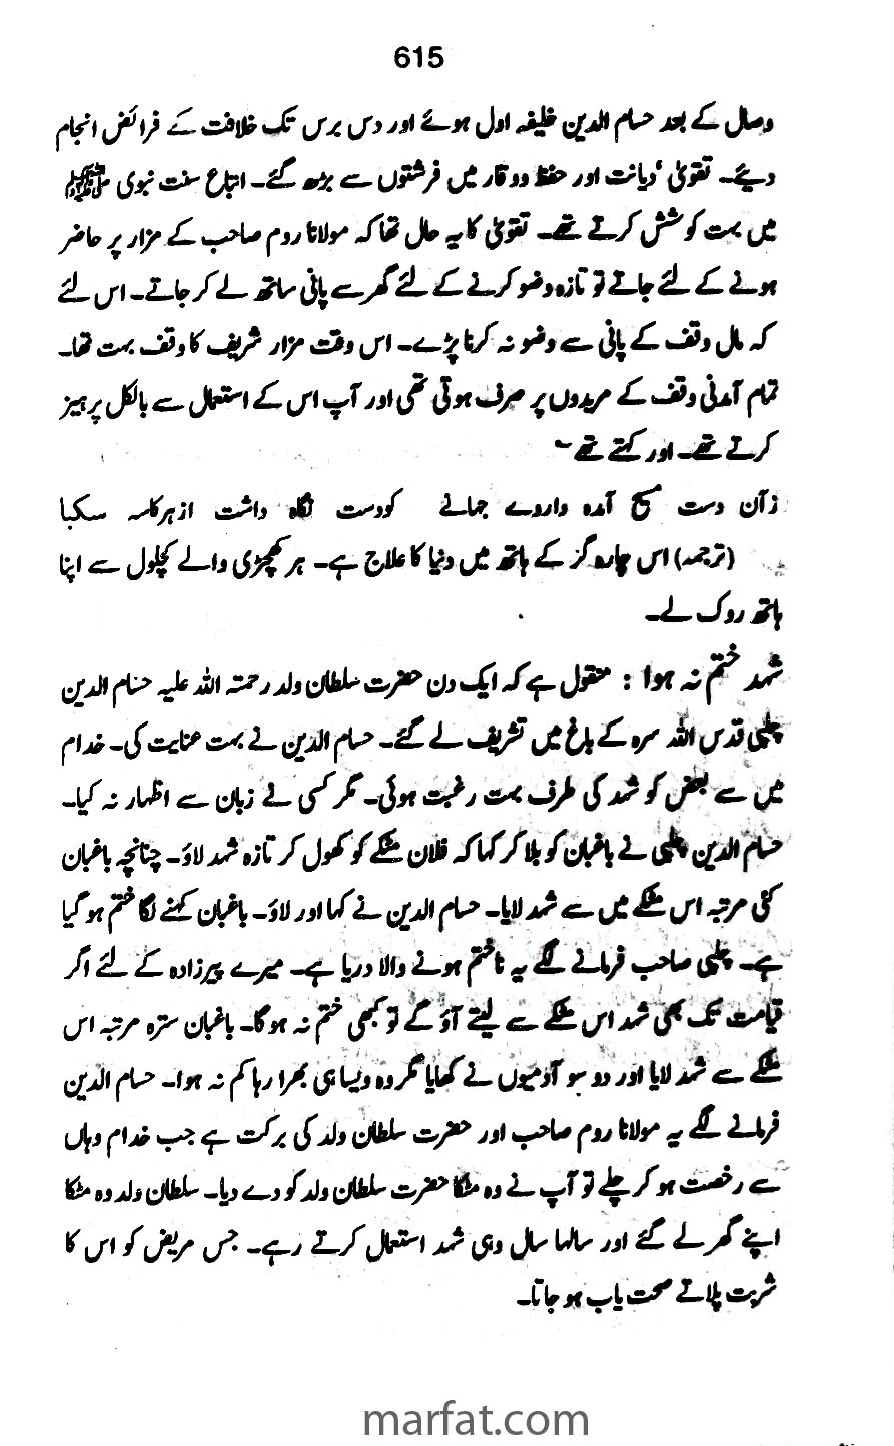 615
وصال کے بعد حسام الدین خلیفہ اول ہوئے اور دس برس تک خلافت کے فرائض انجام
دیئے۔ تقویٰ ‘دیانت اور حفظ ووقار میں فرشتوں سے بڑھ گئے۔ اتباع سنت نبوی ﷺ
میں بہت کوشش کرتے تھے۔ تقویٰ کا یہ حال تھا کہ مولانا روم صاحب کے مزار پر حاضر
ہونے کے لئے جاتے تو تازہ وضو کرنے کے لئے گھر سے پانی ساتھ لے کر جاتے۔ اس لئے
کہ مال وقف کے پانی سے وضو نہ کرنا پڑے۔ اس وقت مزار شریف کا وقف بہت تھا۔
تمام آمدنی وقف کے مریدوں پر صرف ہوتی تھی اور آپ اس کے استعمال سے بالکل پرہیز
کرتے تھے۔ اور کہتے تھے ؎
زآن دست مسیح آمدہ داروے جہانے کودست نگاہ داشت ازہر کاسہ سکبا
(ترجمہ) اس چارہ گر کے ہاتھ میں دنیا کا علاج ہے۔ ہر کھچڑی والے کچلول سے اپنا
ہاتھ روک لے۔
شہد ختم نہ ہوا : منقول ہے کہ ایک دن حضرت سلطان ولد رحمتہ اللہ علیہ حسام الدین
چلپی قدس اللہ سرہ کے باغ میں تشریف لے گئے۔ حسام الدین نے بہت عنایت کی۔ خدام
میں سے بعض کو شہد کی طرف بہت رغبت ہوئی۔ مگر کسی نے زبان سے اظہار نہ کیا۔
حسام الدین چلپی نے باغبان کو بلا کر کہا کہ فلاں مٹکے کو کھول کر تازہ شہد لاؤ۔ چنانچہ باغبان
کئی مرتبہ اس مٹکے میں سے شہد لایا۔ حسام الدین نے کہا اور لاؤ۔ باغبان کہنے لگا ختم ہو گیا
ہے۔ چلپی صاحب فرمانے لگے یہ ناختم ہونے والا دریا ہے۔ میرے پیرزادہ کے لئے اگر
قیامت تک بھی شہد اس مٹکے سے لیتے آؤ گے تو کبھی ختم نہ ہوگا۔ باغبان سترہ مرتبہ اس
مٹکے سے شہد لایا اور دو سو آدمیوں نے کھایا مگر وہ ویسا ہی بھرا رہا کم نہ ہوا۔ حسام الدین
فرمانے لگے یہ مولانا روم صاحب اور حضرت سلطان ولد کی برکت ہے جب خدام وہاں
سے رخصت ہو کر چلے تو آپ نے وہ مٹکا حضرت سلطان ولد کو دے دیا۔ سلطان ولد وہ مٹکا
اپنے گھر لے گئے اور سالہا سال وہی شہد استعمال کرتے رہے۔ جس مریض کو اس کا
شربت پلاتے صحت یاب ہو جاتا۔
marfat.com